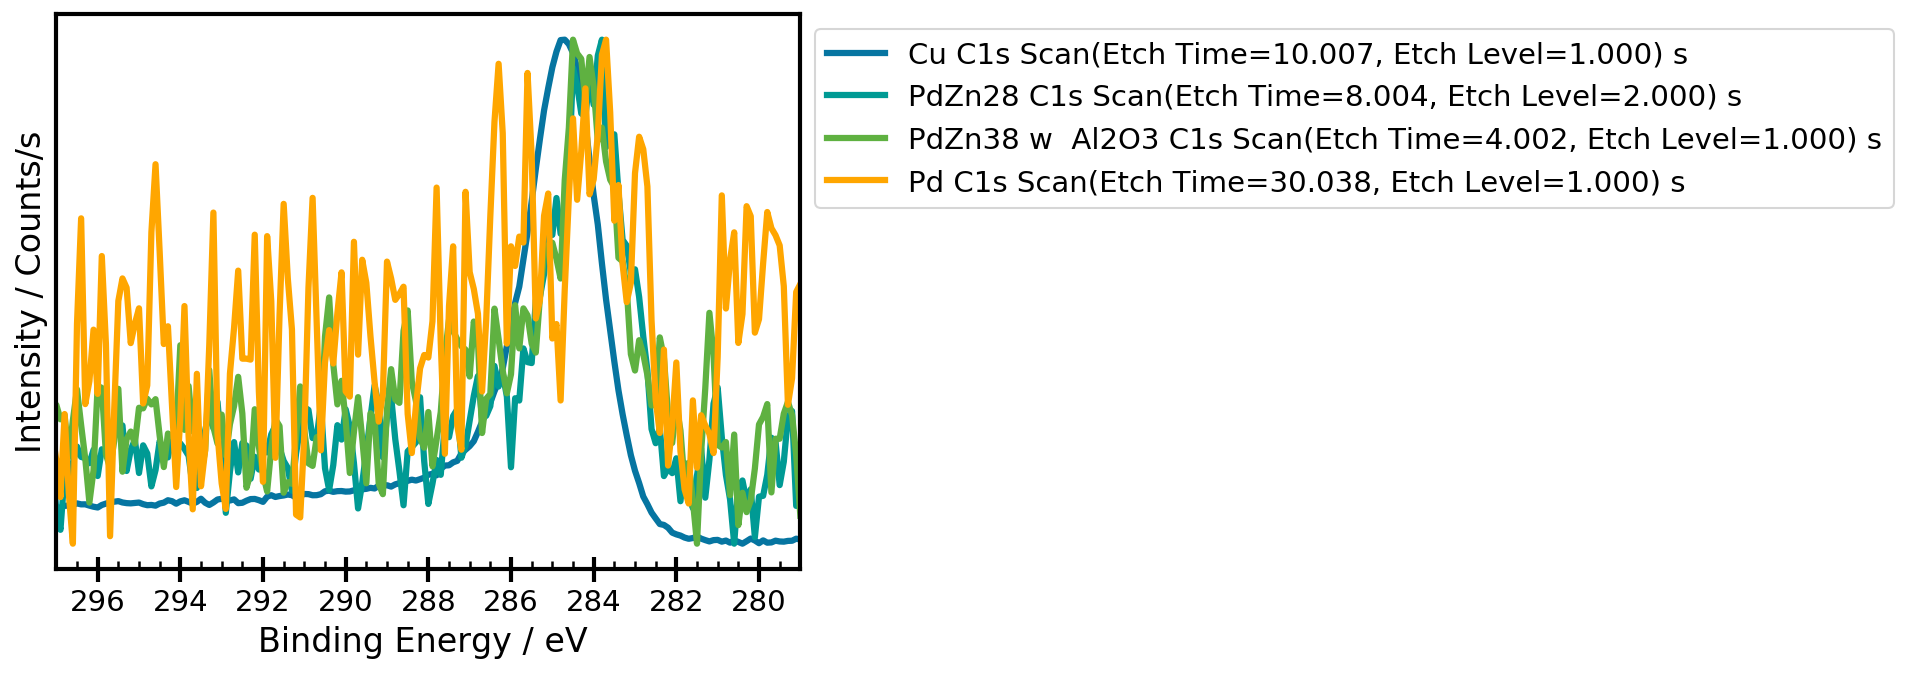 Intensity / Counts/s
Cu C1s Scan(Etch Time=10.007, Etch Level=1.000) s
PdZn28 C1s Scan(Etch Time=8.004, Etch Level=2.000) s
PdZn38 w  Al2O3 C1s Scan(Etch Time=4.002, Etch Level=1.000) s
Pd C1s Scan(Etch Time=30.038, Etch Level=1.000) s
296 294 292 290 288 286 284 282 280
Binding Energy / eV